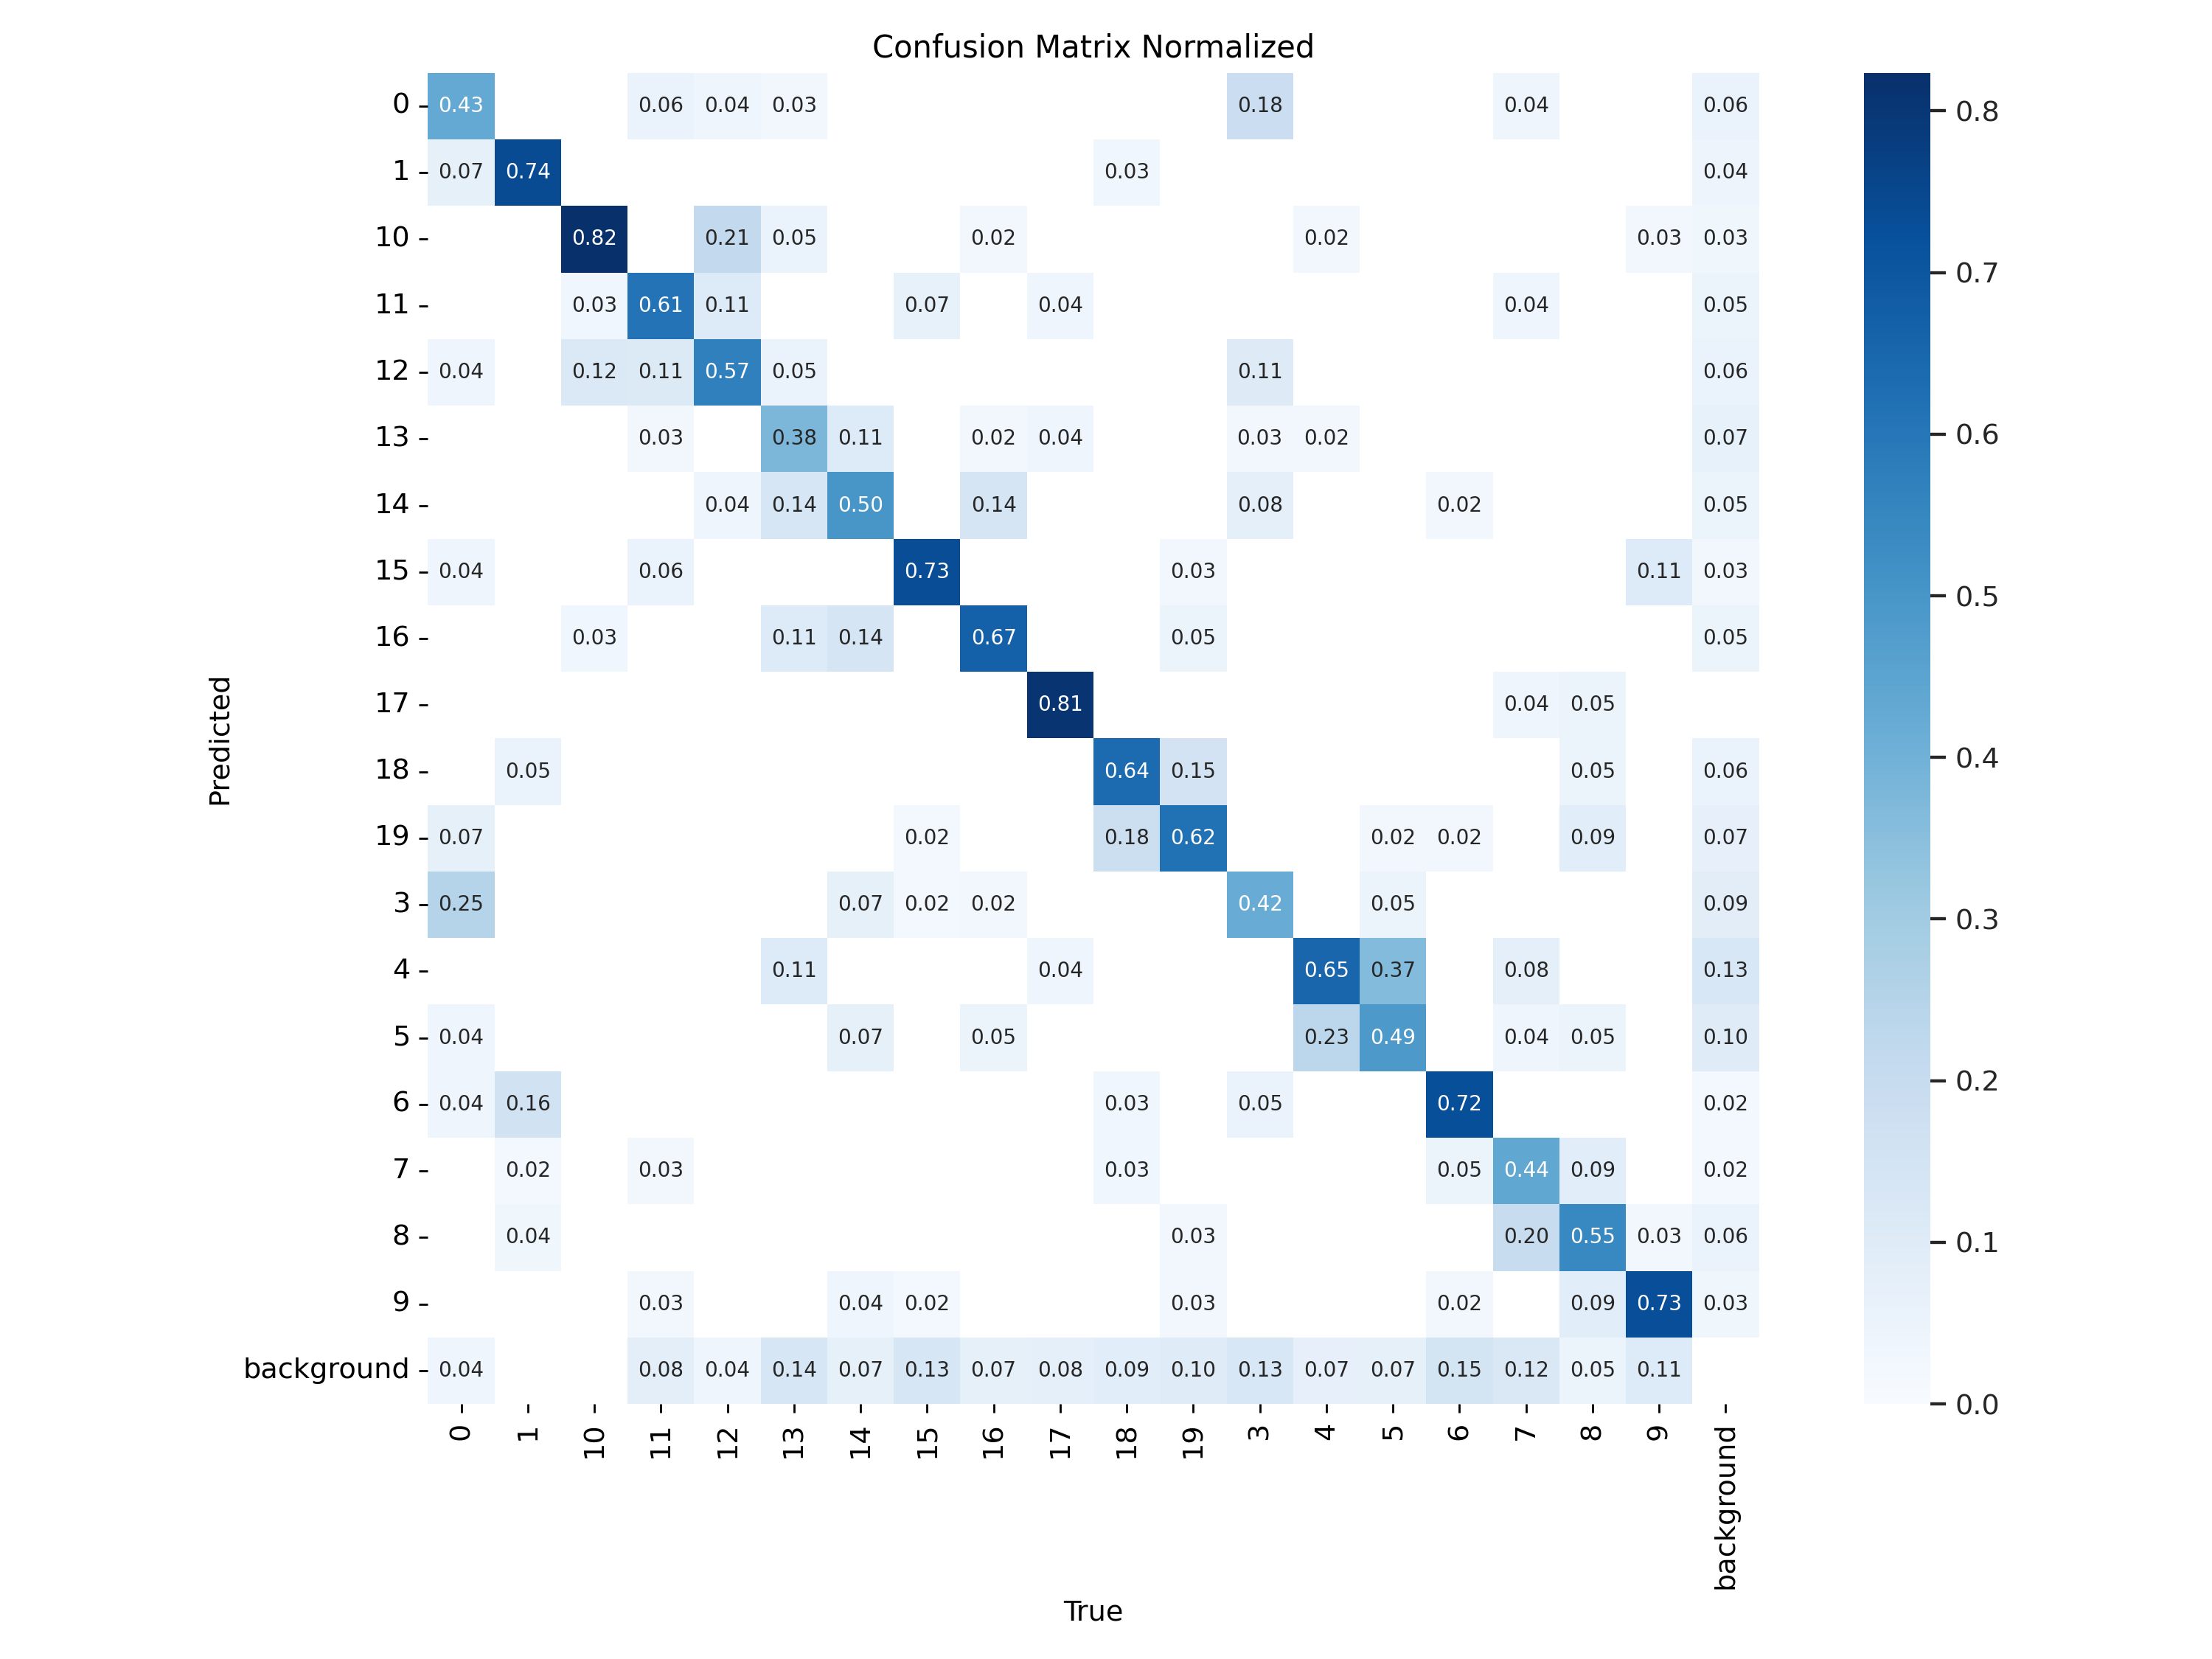 Confusion Matrix Normalized
0 0.43 0.06 0.04 0.03 0.18 0.04 0.06
1 0.07 0.74 0.03 0.04
10 0.82 0.21 0.05 0.02 0.02 0.03 0.03
11 0.03 0.61 0.11 0.07 0.04 0.04 0.05
12 0.04 0.12 0.11 0.57 0.05 0.11 0.06
13 0.03 0.38 0.11 0.02 0.04 0.03 0.02 0.07
14 0.04 0.14 0.50 0.14 0.08 0.02 0.05
15 0.04 0.06 0.73 0.03 0.11 0.03
16 0.03 0.11 0.14 0.67 0.05 0.05
17 0.81 0.04 0.05
18 0.05 0.64 0.15 0.05 0.06
19 0.07 0.02 0.18 0.62 0.02 0.02 0.09 0.07
3 0.25 0.07 0.02 0.02 0.42 0.05 0.09
4 0.11 0.04 0.65 0.37 0.08 0.13
5 0.04 0.07 0.05 0.23 0.49 0.04 0.05 0.10
6 0.04 0.16 0.03 0.05 0.72 0.02
7 0.02 0.03 0.03 0.05 0.44 0.09 0.02
8 0.04 0.03 0.20 0.55 0.03 0.06
9 0.03 0.04 0.02 0.03 0.02 0.09 0.73 0.03
background 0.04 0.08 0.04 0.14 0.07 0.13 0.07 0.08 0.09 0.10 0.13 0.07 0.07 0.15 0.12 0.05 0.11
0 1 10 11 12 13 14 15 16 17 18 19 3 4 5 6 7 8 9 background
True
Predicted
0.8
0.7
0.6
0.5
0.4
0.3
0.2
0.1
0.0